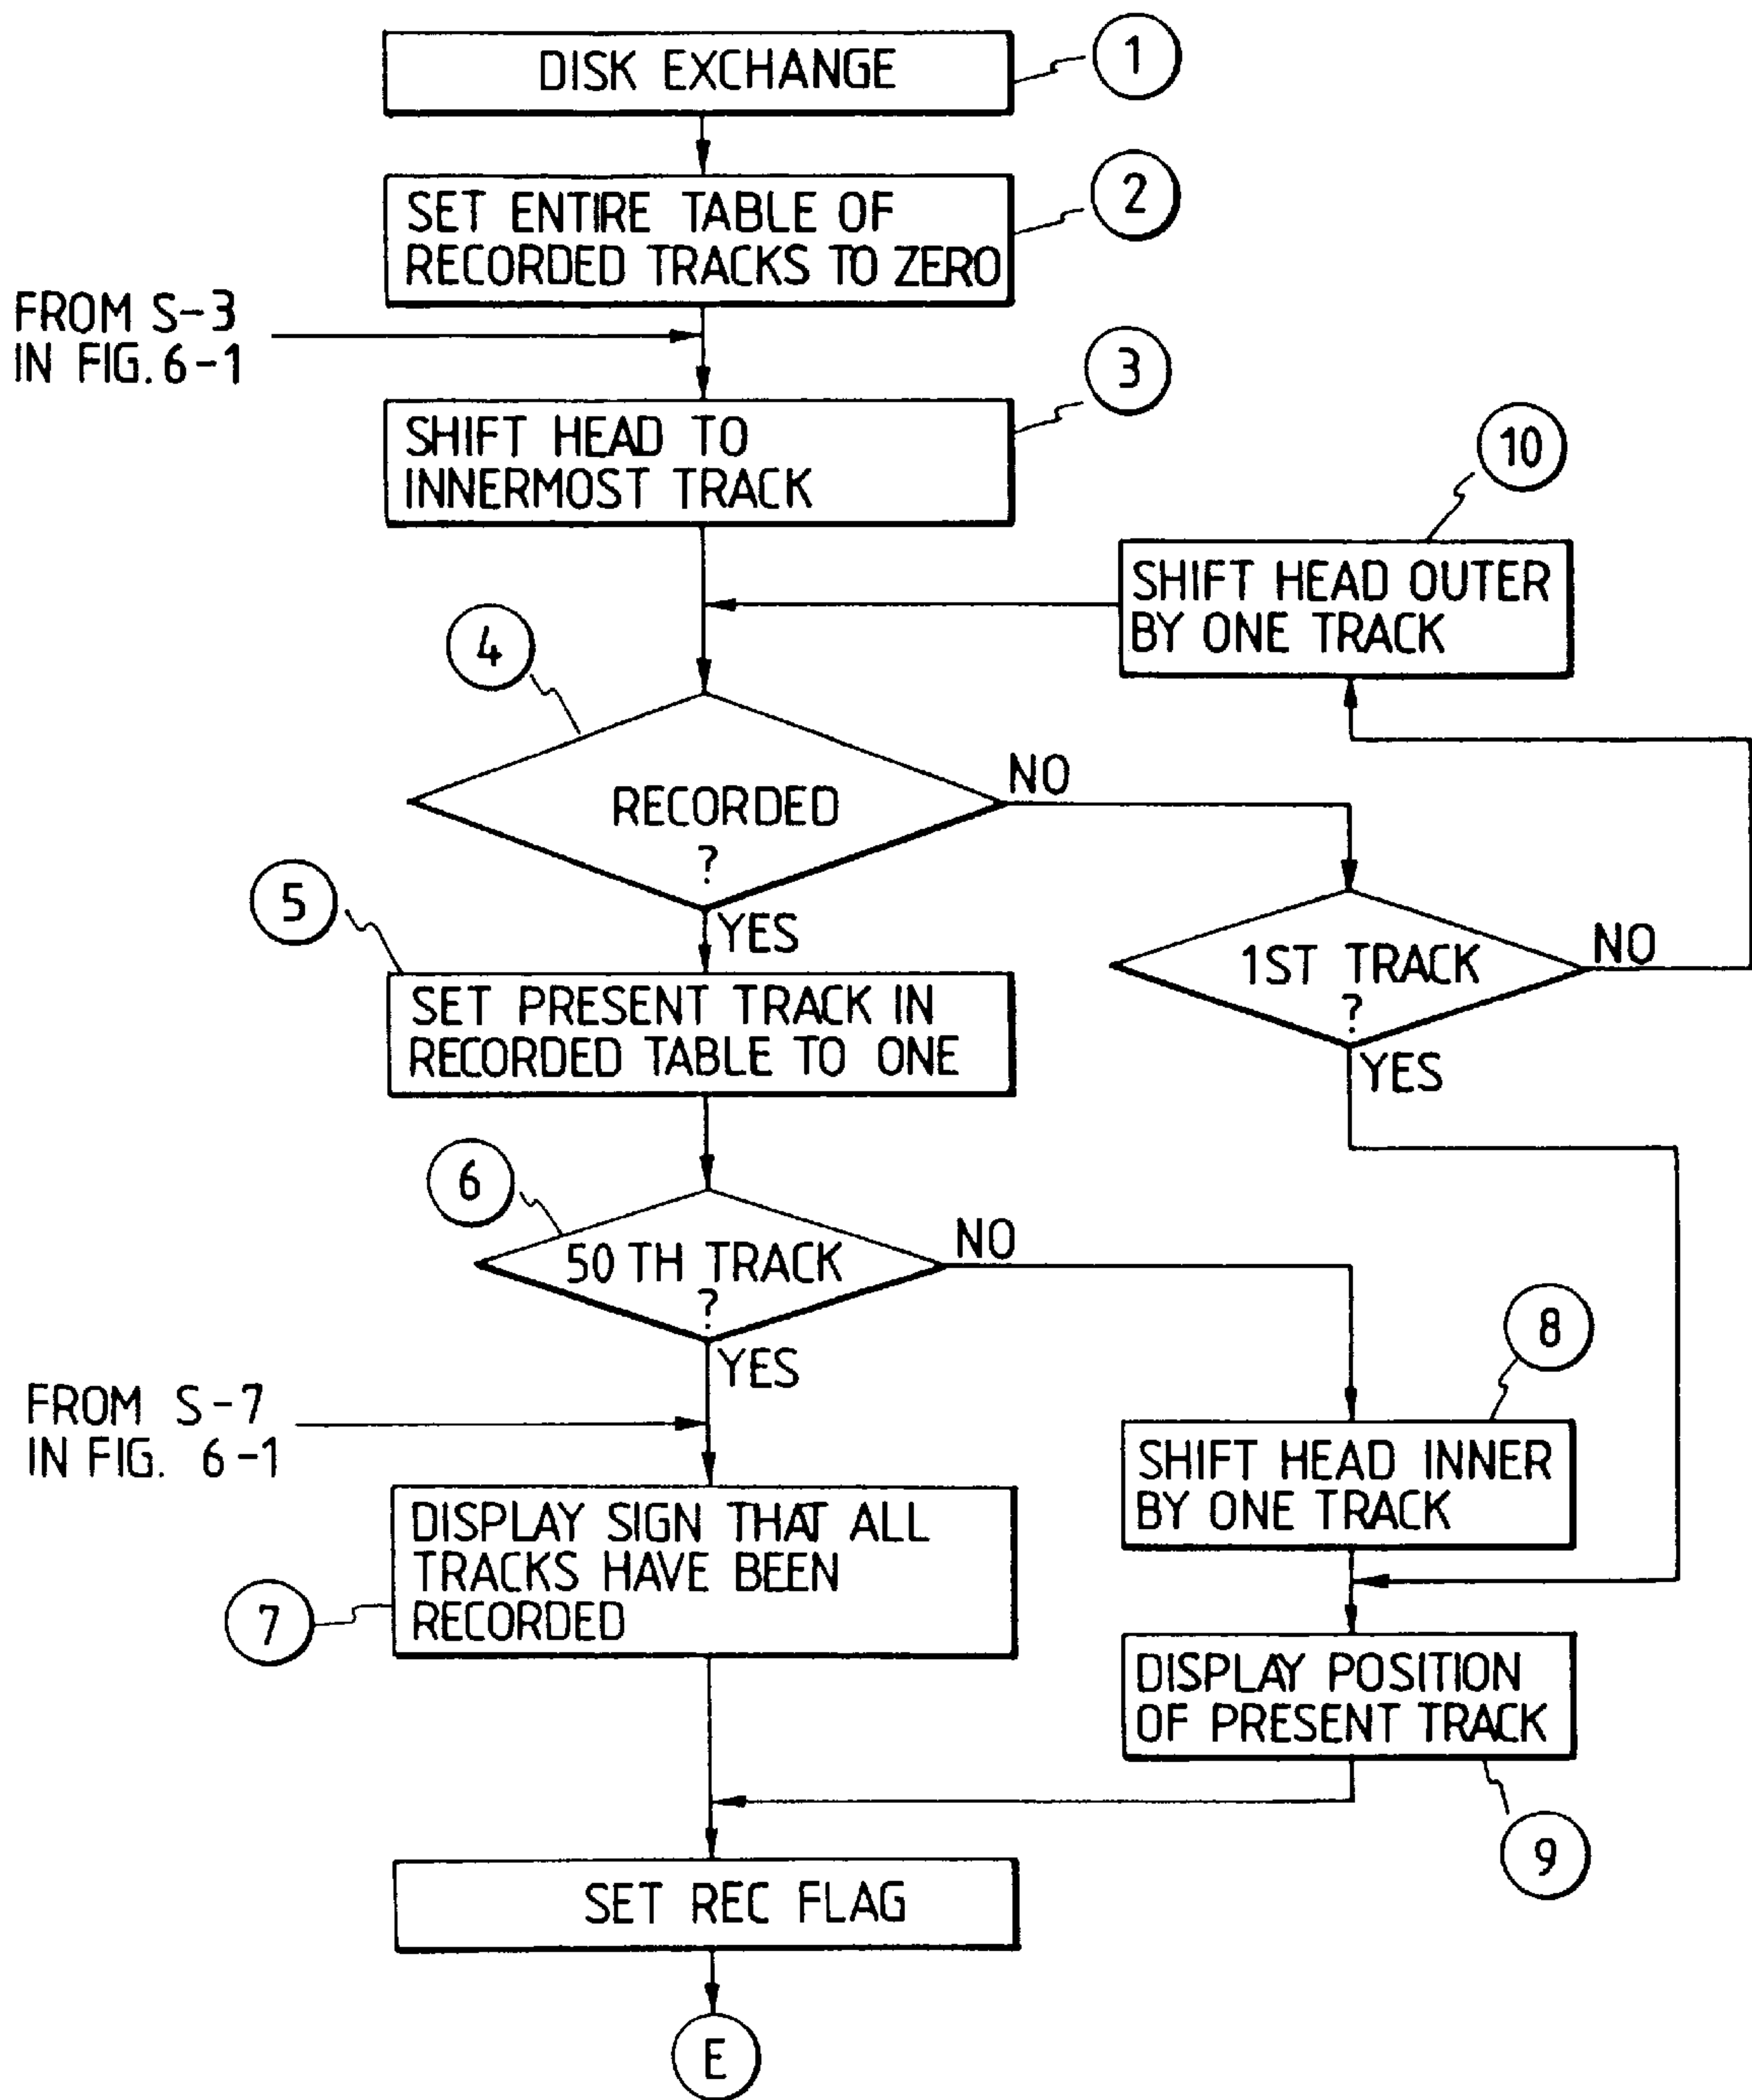 DISK EXCHANGE
1
SET ENTIRE TABLE OF
RECORDED TRACKS TO ZERO
2
FROM S-3
IN FIG. 6-1
SHIFT HEAD TO
INNERMOST TRACK
3
10
SHIFT HEAD OUTER
BY ONE TRACK
4
RECORDED
?
NO
YES
1ST TRACK
?
NO
YES
5
SET PRESENT TRACK IN
RECORDED TABLE TO ONE
6
50 TH TRACK
?
NO
YES
8
SHIFT HEAD INNER
BY ONE TRACK
FROM S-7
IN FIG. 6-1
DISPLAY SIGN THAT ALL
TRACKS HAVE BEEN
RECORDED
7
DISPLAY POSITION
OF PRESENT TRACK
9
SET REC FLAG
E